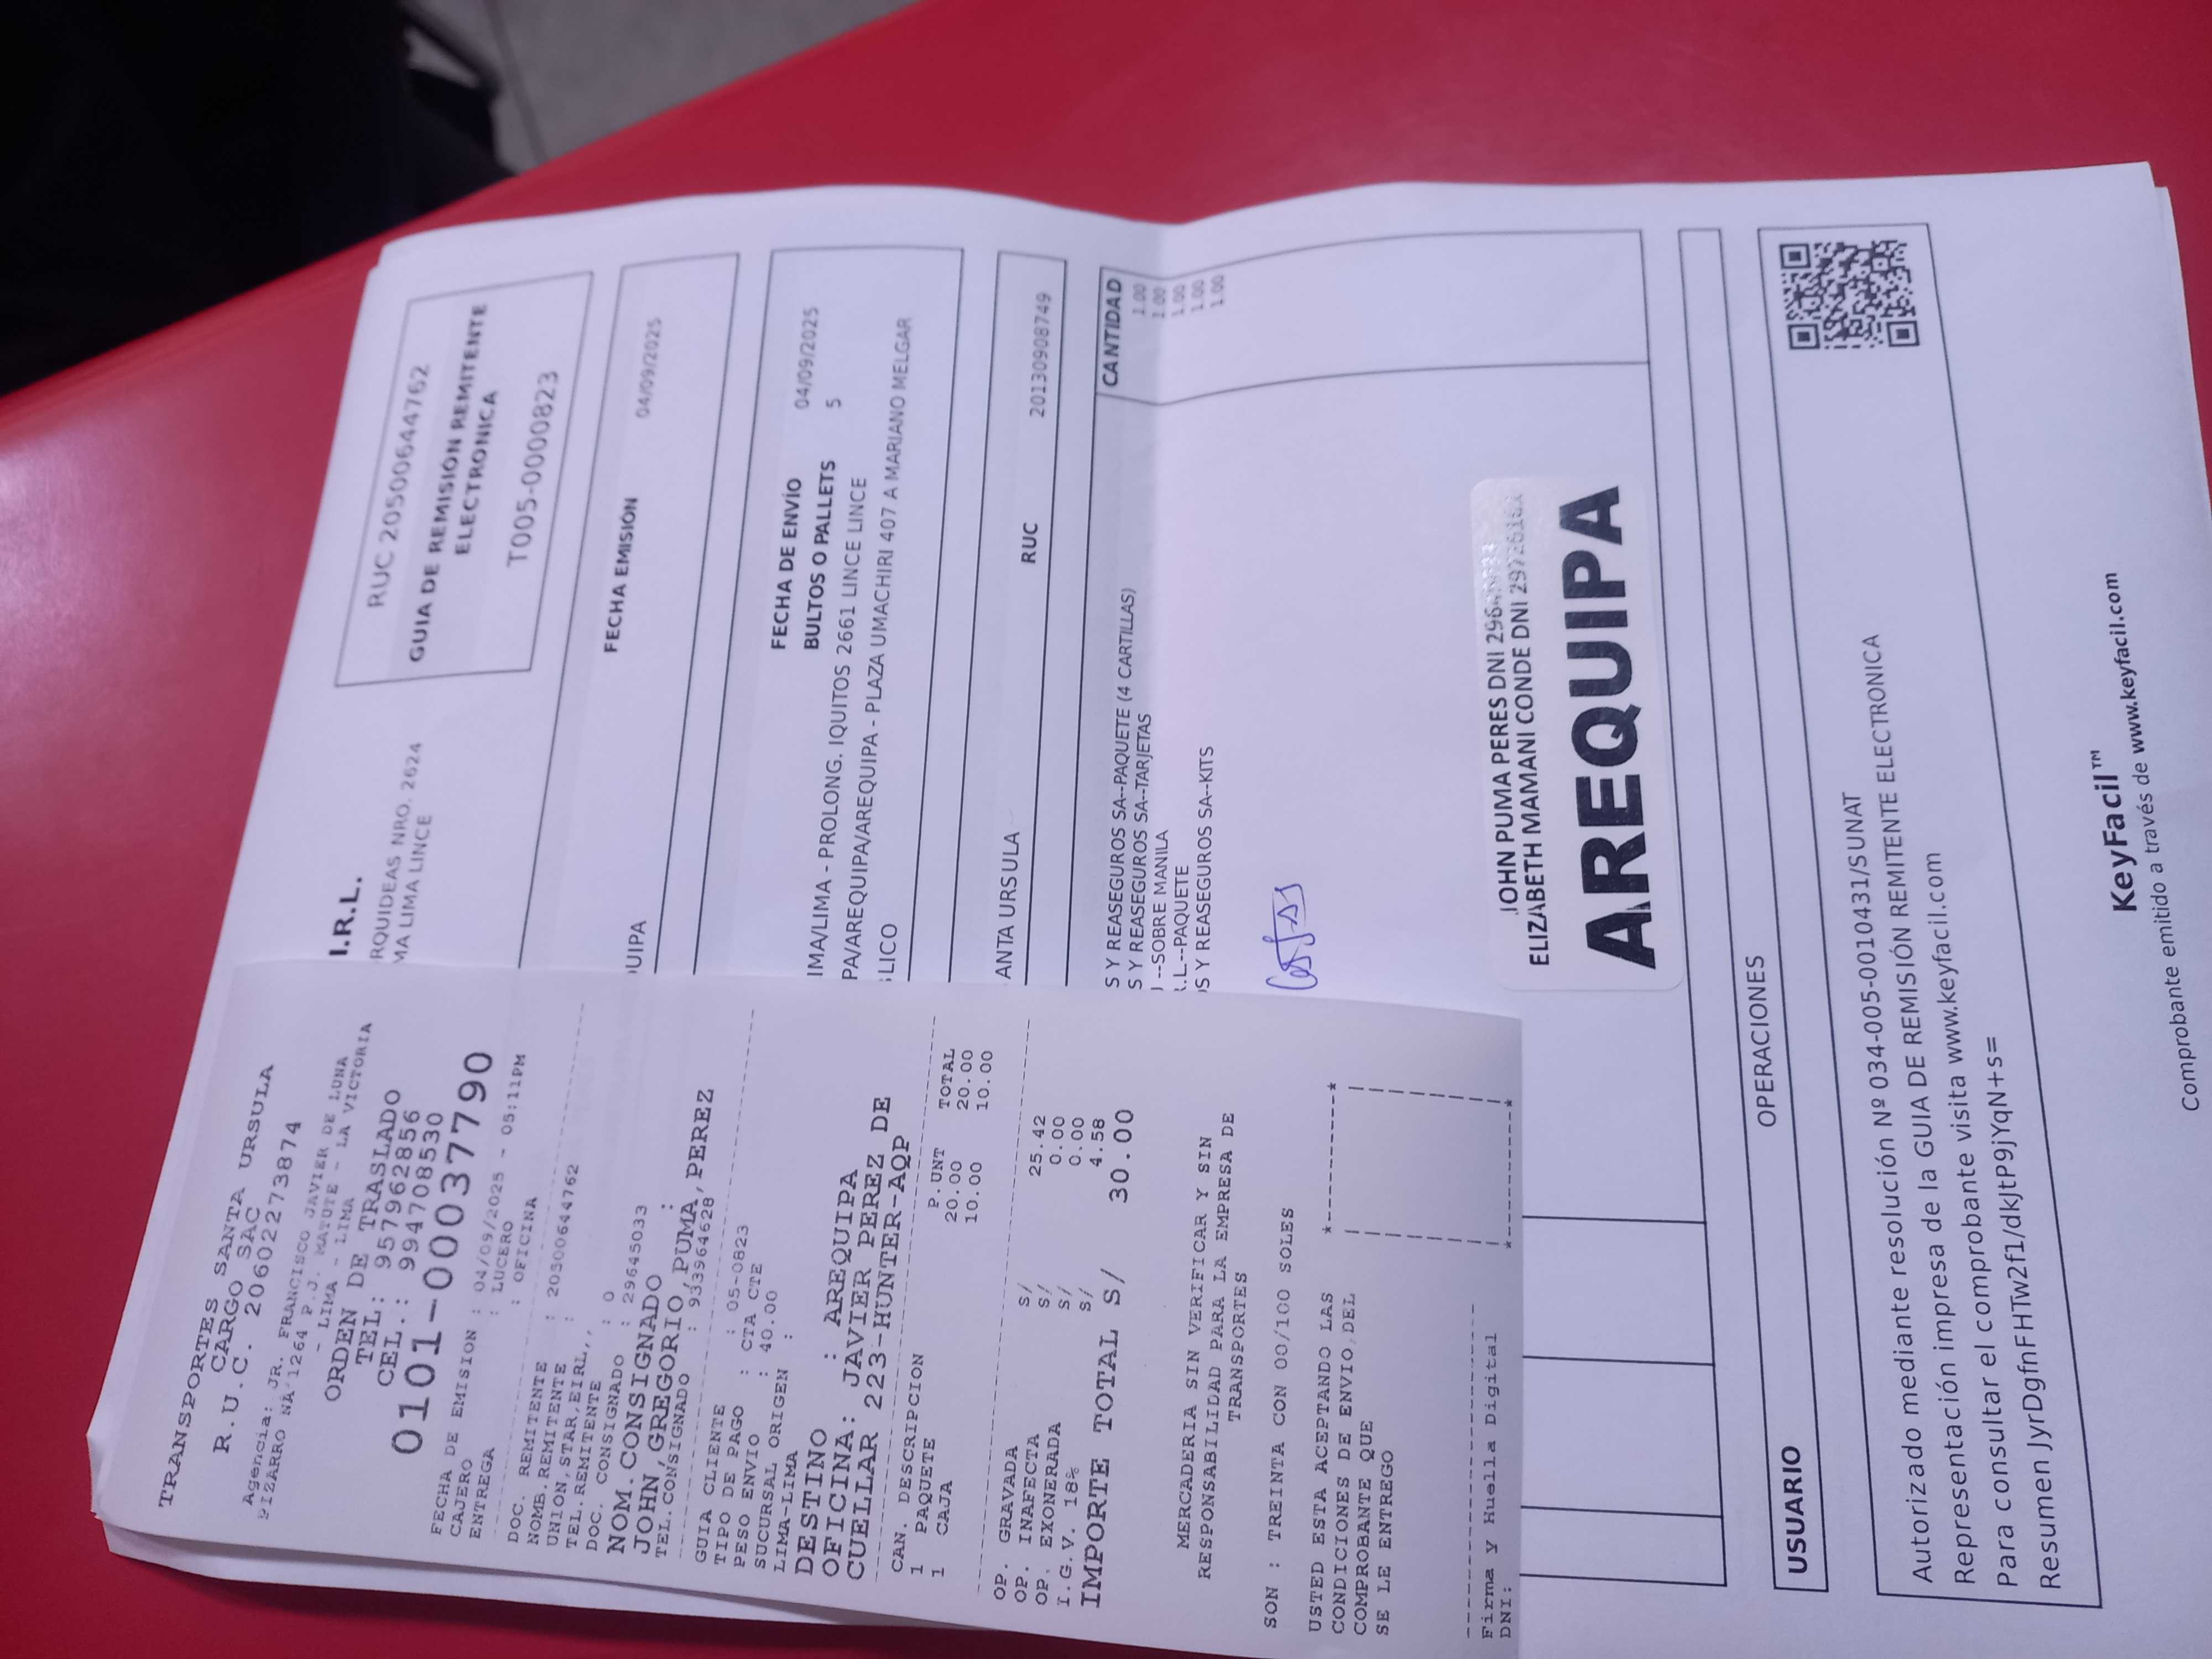 TRANSPORTES SANTA URSULA
CARGO SAC
R.U.C. 20602273874
Agencia: JR. FRANCISCO JAVIER DE LUNA
PIZARRO NÂ°1264 P.J. MATUTE - LA VICTORIA
- LIMA - LIMA
ORDEN DE TRASLADO
TEL: 957962856
CEL.: 994708530
0101-00037790
FECHA DE EMISION : 04/09/2025 - 05:11PM
CAJERO : LUCERO
ENTREGA : OFICINA
DOC. REMITENTE : 20500644762
NOMB.REMITENTE :
UNION,STAR,EIRL,,
TEL.REMITENTE : 0
DOC. CONSIGNADO : 29645033
NOM.CONSIGNADO :
JOHN,GREGORIO,PUMA,PEREZ
TEL.CONSIGNADO : 933964628
GUIA CLIENTE : 05-0823
TIPO DE PAGO : CTA CTE
PESO ENVIO : 40.00
SUCURSAL ORIGEN :
LIMA-LIMA
DESTINO : AREQUIPA
OFICINA: JAVIER PEREZ DE
CUELLAR 223-HUNTER-AQP
CAN. DESCRIPCION P.UNT TOTAL
1 PAQUETE 20.00 20.00
1 CAJA 10.00 10.00
OP. GRAVADA S/ 25.42
OP. INAFECTA S/ 0.00
OP. EXONERADA S/ 0.00
I.G.V. 18% S/ 4.58
IMPORTE TOTAL S/ 30.00
MERCADERIA SIN VERIFICAR Y SIN
RESPONSABILIDAD PARA LA EMPRESA DE
TRANSPORTES
SON : TREINTA CON 00/100 SOLES
USTED ESTA ACEPTANDO LAS
CONDICIONES DE ENVIO,DEL
COMPROBANTE QUE
SE LE ENTREGO
Firma y Huella Digital
DNI:
I.R.L.
RQUIDEAS NRO. 2624
MA LIMA LINCE
RUC 20500644762
GUIA DE REMISIÓN REMITENTE
ELECTRONICA
T005-00000823
UIPA FECHA EMISIÓN 04/09/2025
FECHA DE ENVÍO 04/09/2025
BULTOS O PALLETS 5
IMA/LIMA - PROLONG. IQUITOS 2661 LINCE LINCE
PA/AREQUIPA/AREQUIPA - PLAZA UMACHIRI 407 A MARIANO MELGAR
LICO
ANTA URSULA RUC 20130908749
CANTIDAD
S Y REASEGUROS SA--PAQUETE (4 CARTILLAS) 1.00
S Y REASEGUROS SA--TARJETAS 1.00
--SOBRE MANILA 1.00
.L.--PAQUETE 1.00
OS Y REASEGUROS SA--KITS 1.00
JOHN PUMA PERES DNI
ELIZABETH MAMANI CONDE DNI
AREQUIPA
OPERACIONES
USUARIO
Autorizado mediante resolución Nº 034-005-0010431/SUNAT
Representación impresa de la GUIA DE REMISIÓN REMITENTE ELECTRONICA
Para consultar el comprobante visita www.keyfacil.com
Resumen JyrDgfnFHTw2f1/dkJtP9jYqN+s=
KeyFacil™
Comprobante emitido a través de www.keyfacil.com